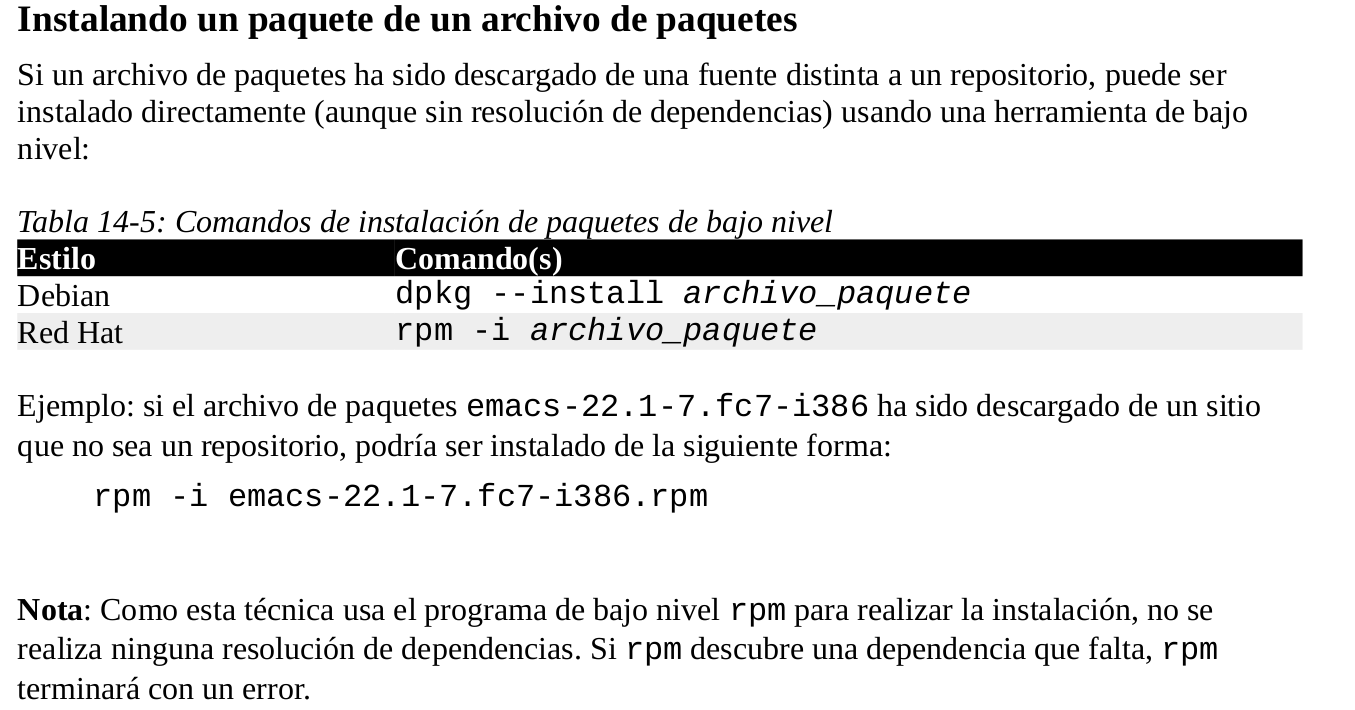 Instalando un paquete de un archivo de paquetes
Si un archivo de paquetes ha sido descargado de una fuente distinta a un repositorio, puede ser
instalado directamente (aunque sin resolución de dependencias) usando una herramienta de bajo
nivel:
Tabla 14-5: Comandos de instalación de paquetes de bajo nivel
Estilo Comando(s)
Debian dpkg --install archivo_paquete
Red Hat rpm -i archivo_paquete
Ejemplo: si el archivo de paquetes emacs-22.1-7.fc7-i386 ha sido descargado de un sitio
que no sea un repositorio, podría ser instalado de la siguiente forma:
rpm -i emacs-22.1-7.fc7-i386.rpm
Nota: Como esta técnica usa el programa de bajo nivel rpm para realizar la instalación, no se
realiza ninguna resolución de dependencias. Si rpm descubre una dependencia que falta, rpm
terminará con un error.